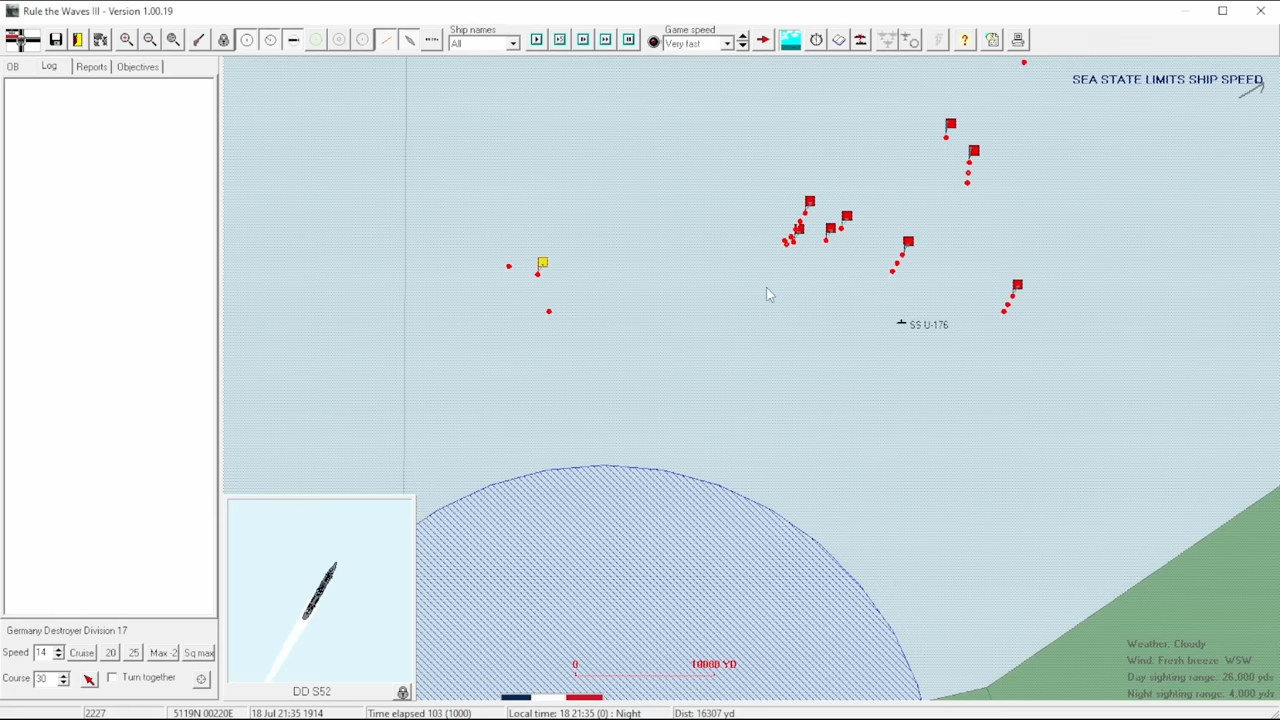 Rule the Waves III - Version 1.00.19
Ship names
All
Game speed
Very fast
OB
Log
Reports
Objectives
SEA STATE LIMITS SHIP SPEED
SS U-176
0
10000 YD
Germany Destroyer Division 17
Speed 14 Cruise 20 25 Max -2 Sq max
Course 30 Turn together
DD S52
Weather: Cloudy
Wind: Fresh breeze WSW
Day sighting range: 26,000 yds
Night sighting range: 4,000 yds
2227
5119N 00220E
18 Jul 21:35 1914
Time elapsed 103 (1000)
Local time: 18 21:35 (0) : Night
Dist: 16307 yd